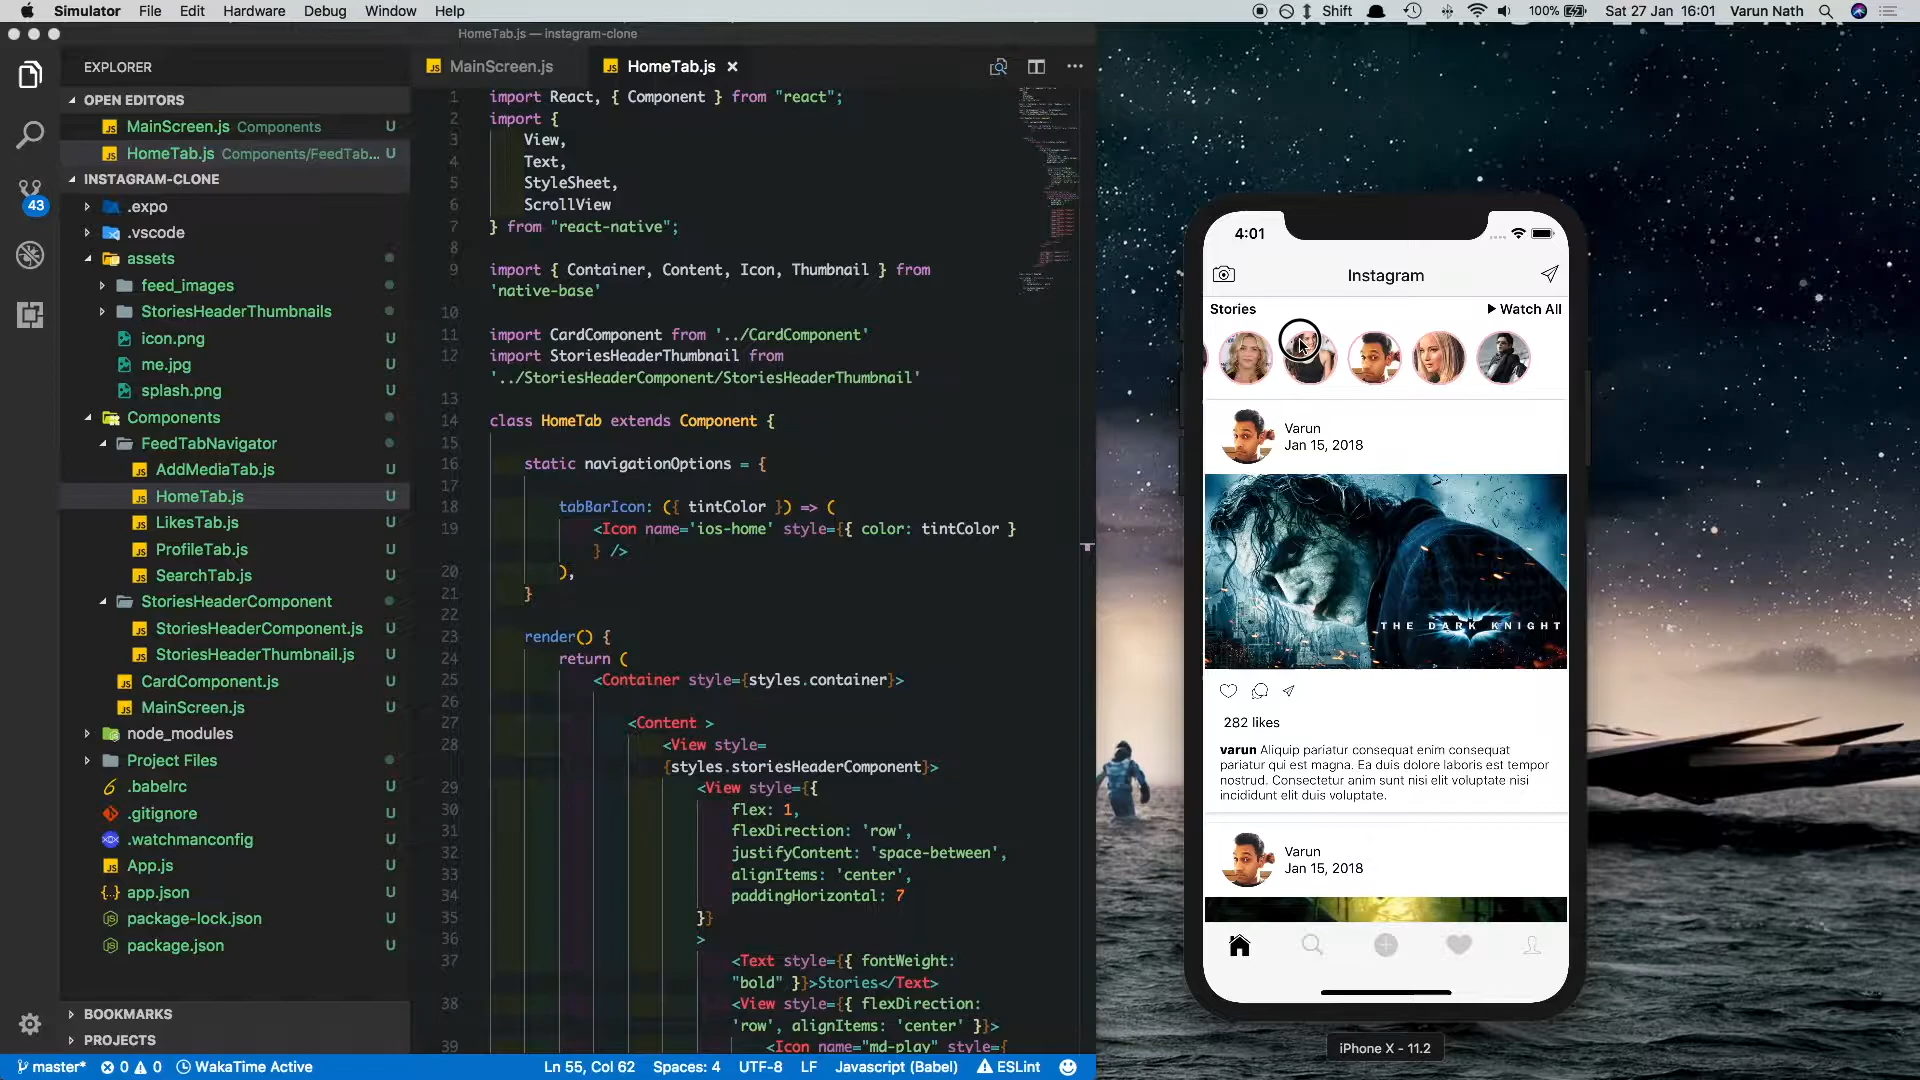 Simulator File Edit Hardware Debug Window Help
Shift 100% Sat 27 Jan 16:01 Varun Nath
HomeTab.js — instagram-clone
EXPLORER
OPEN EDITORS
MainScreen.js Components U
HomeTab.js Components/FeedTab... U
INSTAGRAM-CLONE
43
.expo
.vscode
assets
feed_images
StoriesHeaderThumbnails
icon.png U
me.jpg U
splash.png U
Components
FeedTabNavigator
AddMediaTab.js U
HomeTab.js U
LikesTab.js U
ProfileTab.js U
SearchTab.js U
StoriesHeaderComponent
StoriesHeaderComponent.js U
StoriesHeaderThumbnail.js U
CardComponent.js U
MainScreen.js U
node_modules
Project Files
.babelrc U
.gitignore U
.watchmanconfig U
App.js U
app.json U
package-lock.json U
package.json U
BOOKMARKS
PROJECTS
MainScreen.js HomeTab.js
1 import React, { Component } from "react";
2 import {
3 View,
4 Text,
5 StyleSheet,
6 ScrollView
7 } from "react-native";
8
9 import { Container, Content, Icon, Thumbnail } from
'native-base'
10
11 import CardComponent from '../CardComponent'
12 import StoriesHeaderThumbnail from
'../StoriesHeaderComponent/StoriesHeaderThumbnail'
13
14 class HomeTab extends Component {
15
16 static navigationOptions = {
17
18 tabBarIcon: ({ tintColor }) => (
19 <Icon name='ios-home' style={{ color: tintColor }
} />
20 ),
21 }
22
23 render() {
24 return (
25 <Container style={styles.container}>
26
27 <Content >
28 <View style=
{styles.storiesHeaderComponent}>
29 <View style={{
30 flex: 1,
31 flexDirection: 'row',
32 justifyContent: 'space-between',
33 alignItems: 'center',
34 paddingHorizontal: 7
35 }}
36 >
37 <Text style={{ fontWeight:
"bold" }}>Stories</Text>
38 <View style={{ flexDirection:
'row', alignItems: 'center' }}>
39 <Icon name="md-play" style={
4:01
Instagram
Stories Watch All
Varun
Jan 15, 2018
THE DARK KNIGHT
282 likes
varun Aliquip pariatur consequat enim consequat
pariatur qui est magna. Ea duis dolore laboris est tempor
nostrud. Consectetur anim sunt nisi elit voluptate nisi
incididunt elit duis voluptate.
Varun
Jan 15, 2018
iPhone X - 11.2
master* 0 0 WakaTime Active Ln 55, Col 62 Spaces: 4 UTF-8 LF Javascript (Babel) ESLint